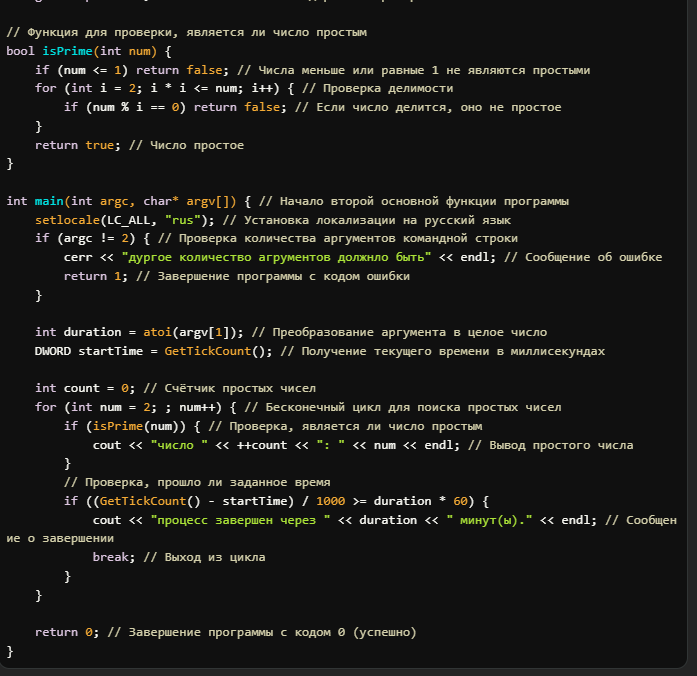 // Функция для проверки, является ли число простым
bool isPrime(int num) {
    if (num <= 1) return false; // Числа меньше или равные 1 не являются простыми
    for (int i = 2; i * i <= num; i++) { // Проверка делимости
        if (num % i == 0) return false; // Если число делится, оно не простое
    }
    return true; // Число простое
}
int main(int argc, char* argv[]) { // Начало второй основной функции программы
    setlocale(LC_ALL, "rus"); // Установка локализации на русский язык
    if (argc != 2) { // Проверка количества аргументов командной строки
        cerr << "дургое количество агрументов должнло быть" << endl; // Сообщение об ошибке
        return 1; // Завершение программы с кодом ошибки
    }
    int duration = atoi(argv[1]); // Преобразование аргумента в целое число
    DWORD startTime = GetTickCount(); // Получение текущего времени в миллисекундах
    int count = 0; // Счётчик простых чисел
    for (int num = 2; ; num++) { // Бесконечный цикл для поиска простых чисел
        if (isPrime(num)) { // Проверка, является ли число простым
            cout << "число " << ++count << ": " << num << endl; // Вывод простого числа
        }
        // Проверка, прошло ли заданное время
        if ((GetTickCount() - startTime) / 1000 >= duration * 60) {
            cout << "процесс завершен через " << duration << " минут(ы)." << endl; // Сообщен
ие о завершении
            break; // Выход из цикла
        }
    }
    return 0; // Завершение программы с кодом 0 (успешно)
}